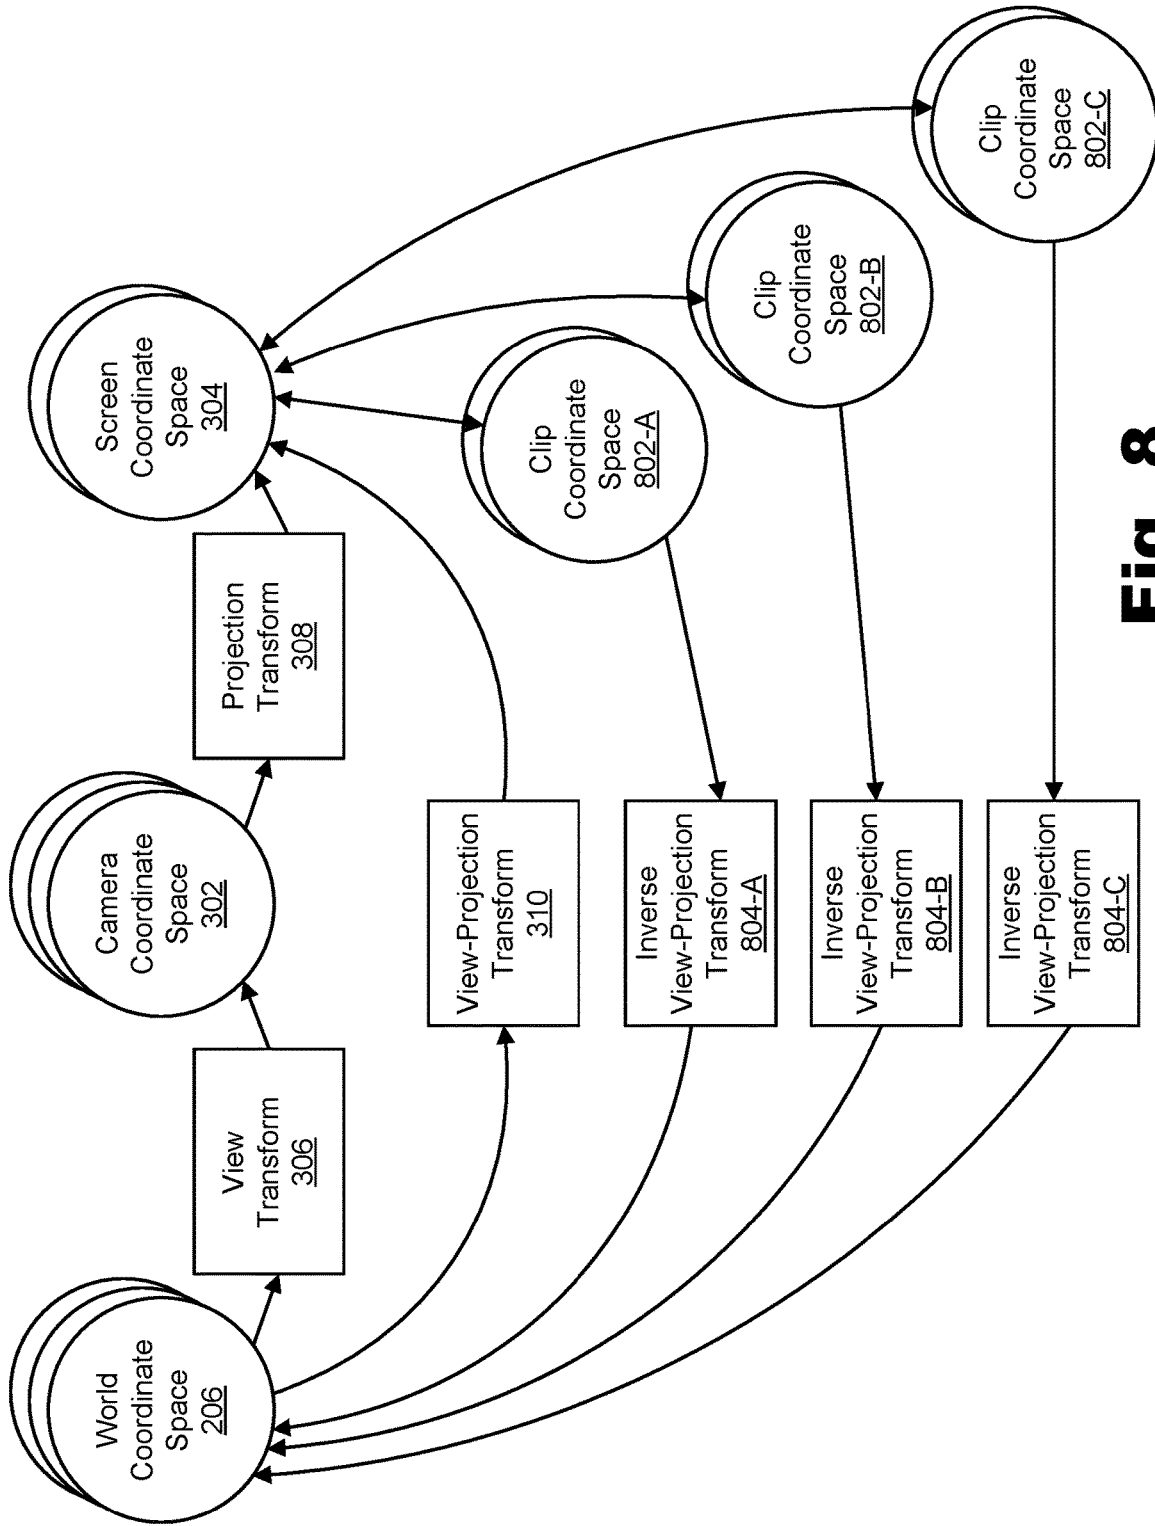 World
Coordinate
Space
206
View
Transform
306
Camera
Coordinate
Space
302
Projection
Transform
308
Screen
Coordinate
Space
304
View-Projection
Transform
310
Inverse
View-Projection
Transform
804-A
Clip
Coordinate
Space
802-A
Inverse
View-Projection
Transform
804-B
Clip
Coordinate
Space
802-B
Inverse
View-Projection
Transform
804-C
Clip
Coordinate
Space
802-C
Fig. 8